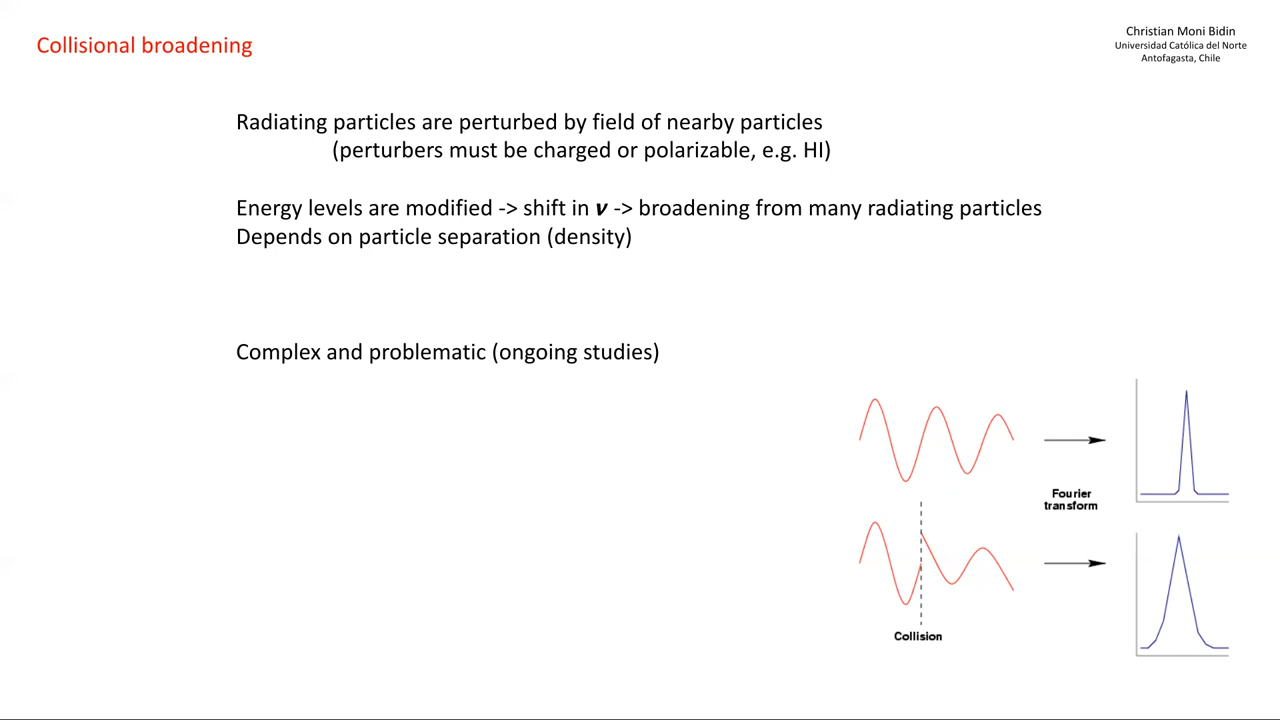 Collisional broadening
Christian Moni Bidin
Universidad Católica del Norte
Antofagasta, Chile
Radiating particles are perturbed by field of nearby particles
(perturbers must be charged or polarizable, e.g. HI)
Energy levels are modified -> shift in ν -> broadening from many radiating particles
Depends on particle separation (density)
Complex and problematic (ongoing studies)
Fourier
transform
Collision